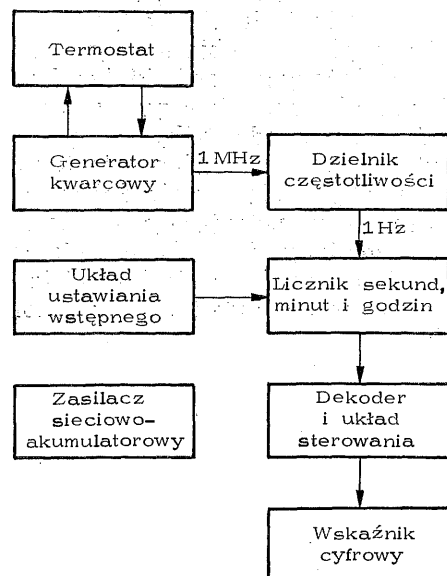 Termostat
Generator
kwarcowy
1 MHz
Dzielnik
częstotliwości
1 Hz
Układ
ustawiania
wstępnego
Licznik sekund,
minut i godzin
Zasilacz
sieciowo-
akumulatorowy
Dekoder
i układ
sterowania
Wskaźnik
cyfrowy